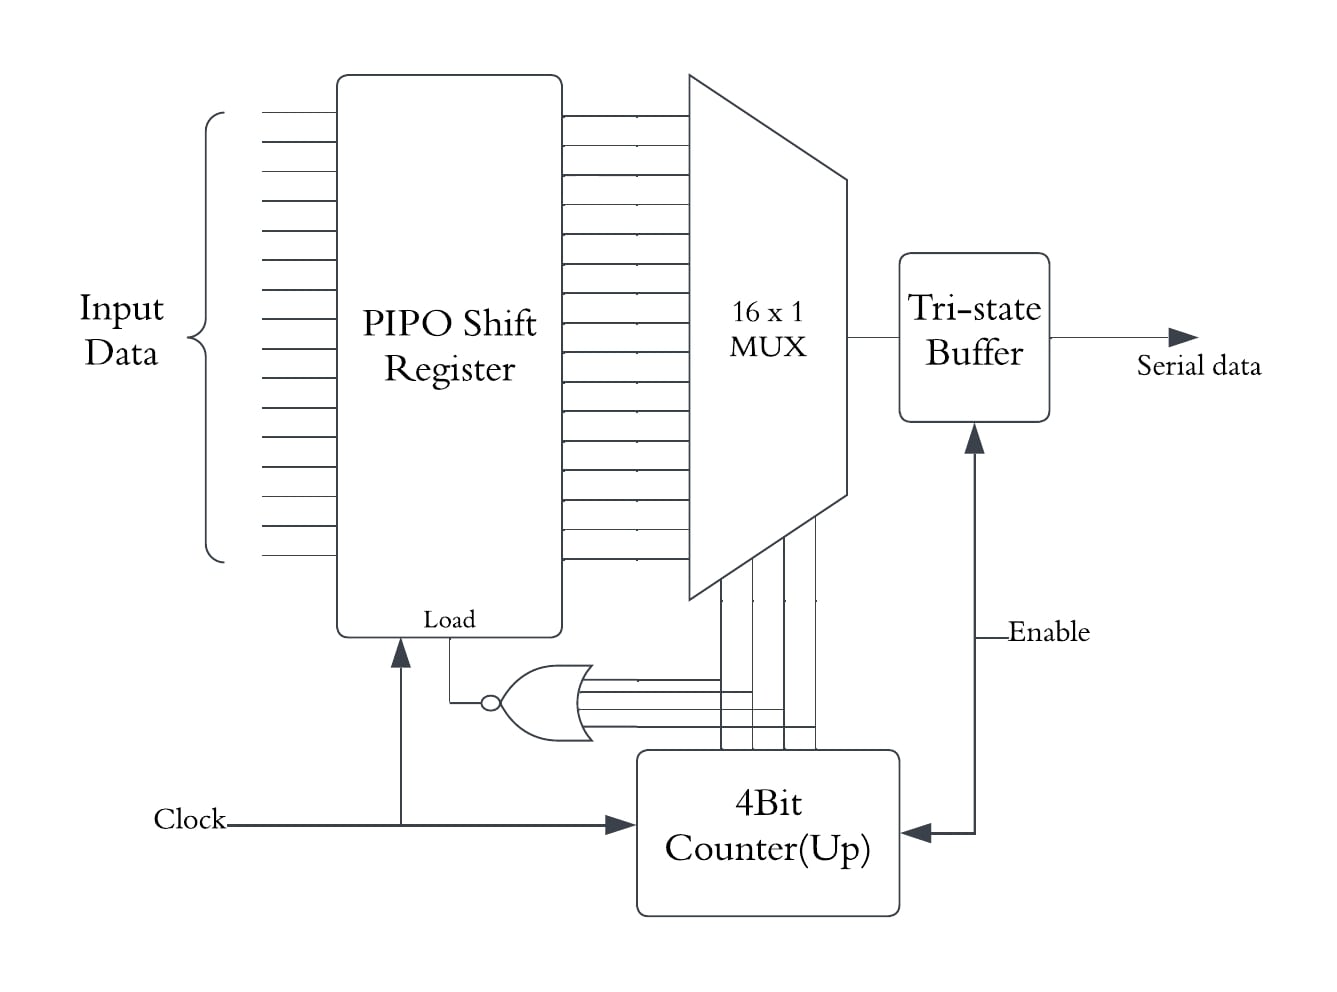 Input
Data
PIPO Shift
Register
Load
16 x 1
MUX
Tri-state
Buffer
Serial data
Enable
Clock
4Bit
Counter(Up)